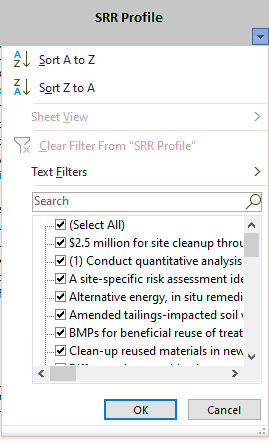 SRR Profile
Sort A to Z
Sort Z to A
Sheet View
Clear Filter From "SRR Profile"
Text Filters
Search
(Select All)
$2.5 million for site cleanup throu
(1) Conduct quantitative analysis
A site-specific risk assessment ide
Alternative energy, in situ remedi
Amended tailings-impacted soil
BMPs for beneficial reuse of treat
Clean-up reused materials in new
OK
Cancel